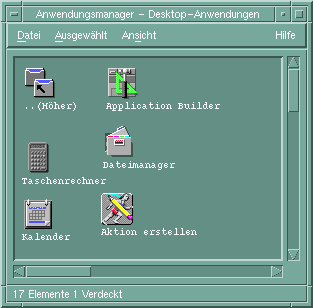 Anwendungsmanager - Desktop-Anwendungen
Datei Ausgewählt Ansicht Hilfe
..(Höher) Application Builder
Dateimanager
Taschenrechner
Kalender Aktion erstellen
17 Elemente 1 Verdeckt